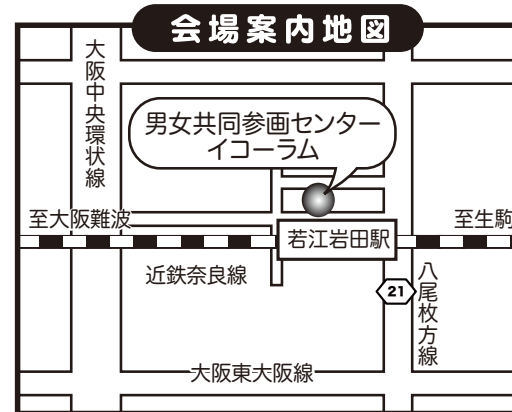 会場案内地図
大阪中央環状線
男女共同参画センター
イコーラム
至大阪難波
至生駒
若江岩田駅
近鉄奈良線
21
八尾枚方線
大阪東大阪線